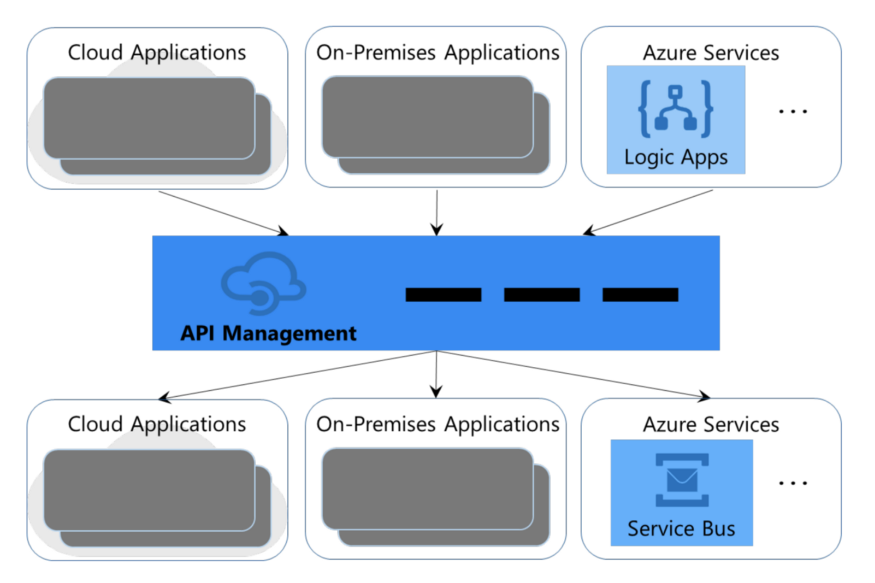 Cloud Applications
On-Premises Applications
Azure Services
Logic Apps
...
API Management
Cloud Applications
On-Premises Applications
Azure Services
Service Bus
...